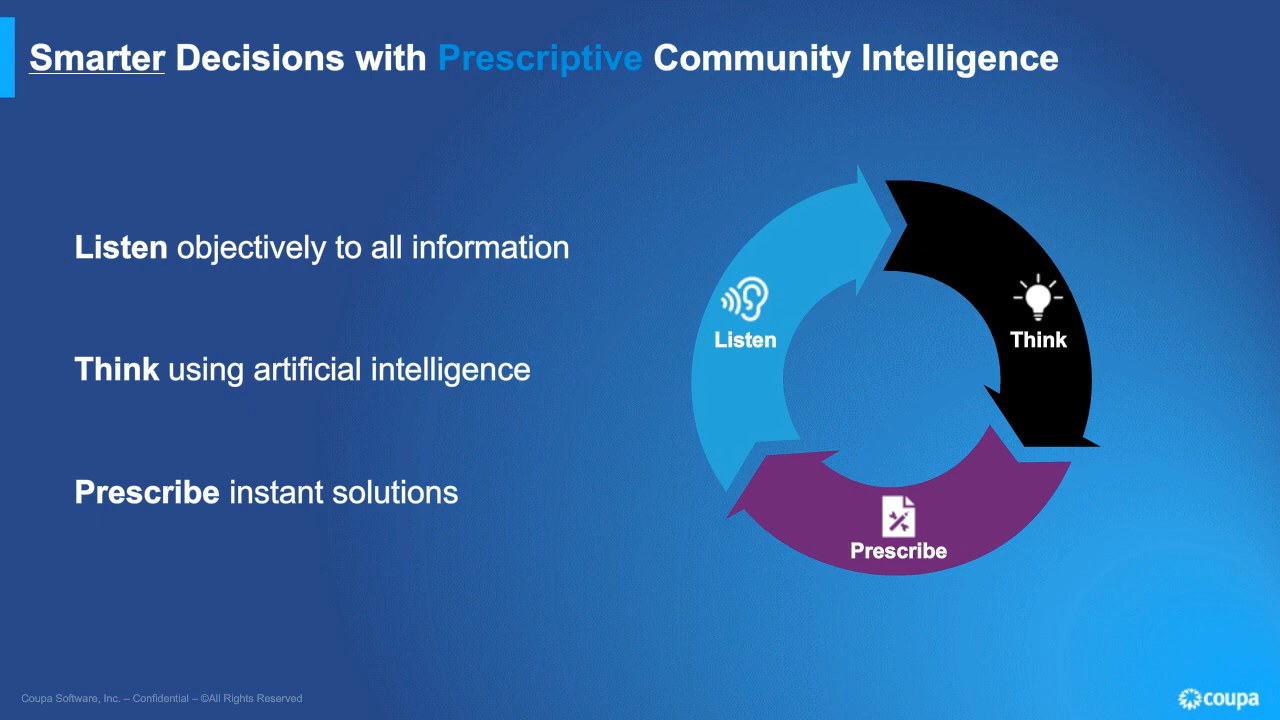 Smarter Decisions with Prescriptive Community Intelligence
Listen objectively to all information
Think using artificial intelligence
Prescribe instant solutions
Listen
Think
Prescribe
Coupa Software, Inc. – Confidential – ©All Rights Reserved
coupa